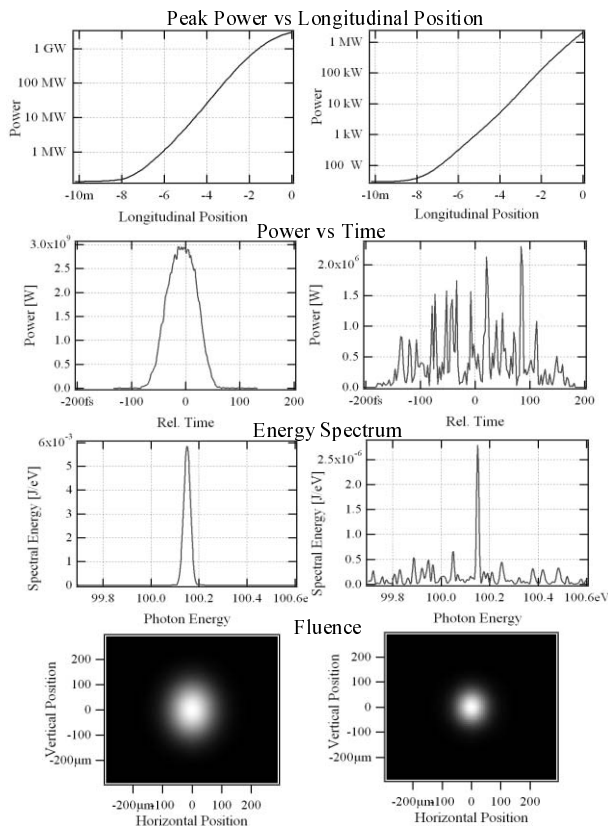 Peak Power vs Longitudinal Position
1 GW
100 MW
10 MW
1 MW
Power
-10m -8 -6 -4 -2 0
Longitudinal Position
1 MW
100 kW
10 kW
1 kW
100 W
Power
-10m -8 -6 -4 -2 0
Longitudinal Position
Power vs Time
3.0x10⁹
2.5
2.0
1.5
1.0
0.5
0.0
Power [W]
-200fs -100 0 100 200
Rel. Time
2.0x10⁶
1.5
1.0
0.5
0.0
Power [W]
-200fs -100 0 100 200
Rel. Time
Energy Spectrum
6x10⁻³
5
4
3
2
1
0
Spectral Energy [J/eV]
99.8 100.0 100.2 100.4 100.6e
Photon Energy
2.5x10⁻⁶
2.0
1.5
1.0
0.5
0.0
Spectral Energy [J/eV]
99.8 100.0 100.2 100.4 100.6eV
Photon Energy
Fluence
200
100
0
-100
-200µm
Vertical Position
-200µm -100 0 100 200
Horizontal Position
200
100
0
-100
-200µm
Vertical Position
-200µm -100 0 100 200
Horizontal Position